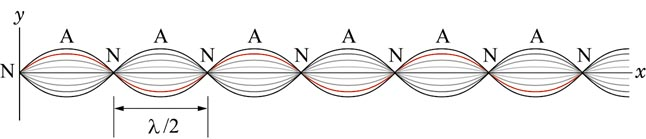 y
A A A A A A
N N N N N N N
x
λ/2